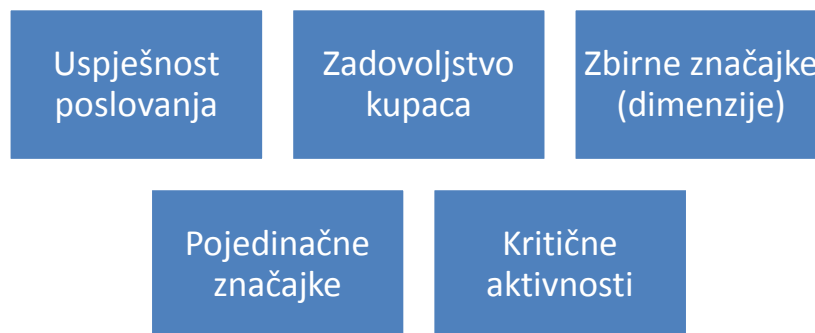 Uspješnost
poslovanja
Zadovoljstvo
kupaca
Zbirne značajke
(dimenzije)
Pojedinačne
značajke
Kritične
aktivnosti